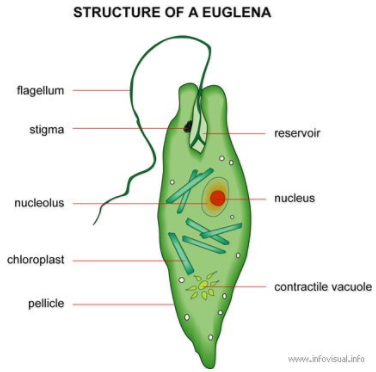 STRUCTURE OF A EUGLENA
flagellum
stigma
reservoir
nucleolus
nucleus
chloroplast
contractile vacuole
pellicle
www.infovisual.info